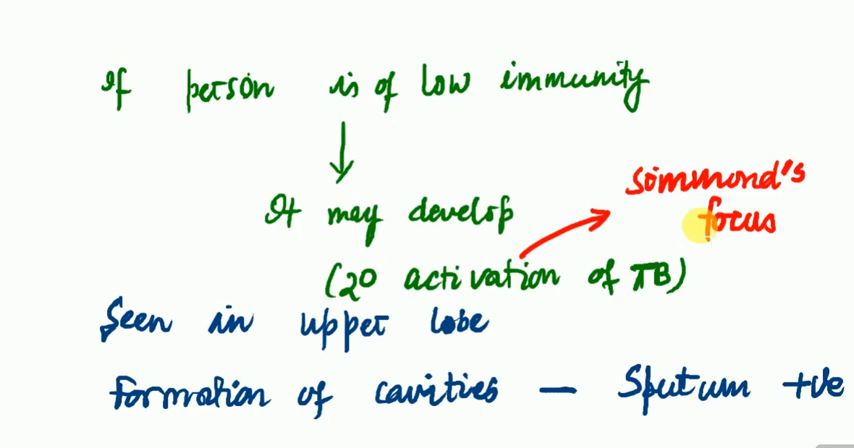 If person is of low immunity
It may develop
Simmond's
focus
(20 activation of TB)
Seen in upper lobe
Formation of cavities — Sputum +ve